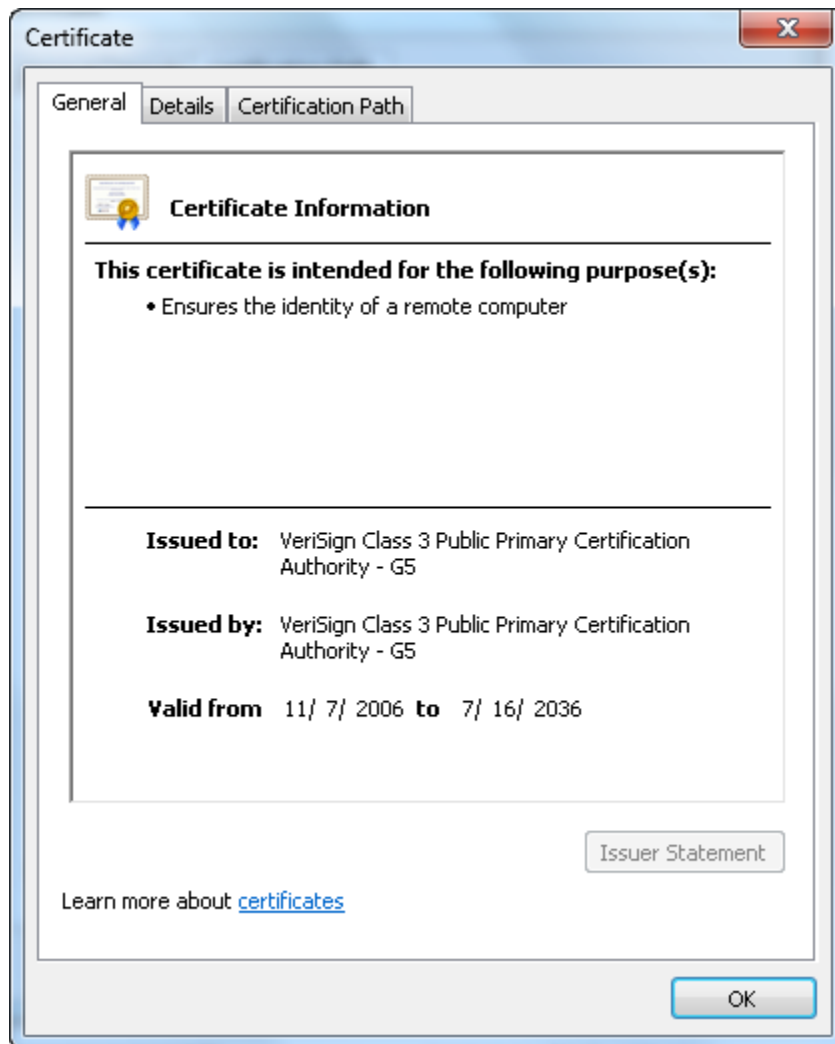 Certificate
General Details Certification Path
Certificate Information
This certificate is intended for the following purpose(s):
• Ensures the identity of a remote computer
Issued to: VeriSign Class 3 Public Primary Certification
Authority - G5
Issued by: VeriSign Class 3 Public Primary Certification
Authority - G5
Valid from 11/ 7/ 2006 to 7/ 16/ 2036
Issuer Statement
Learn more about certificates
OK